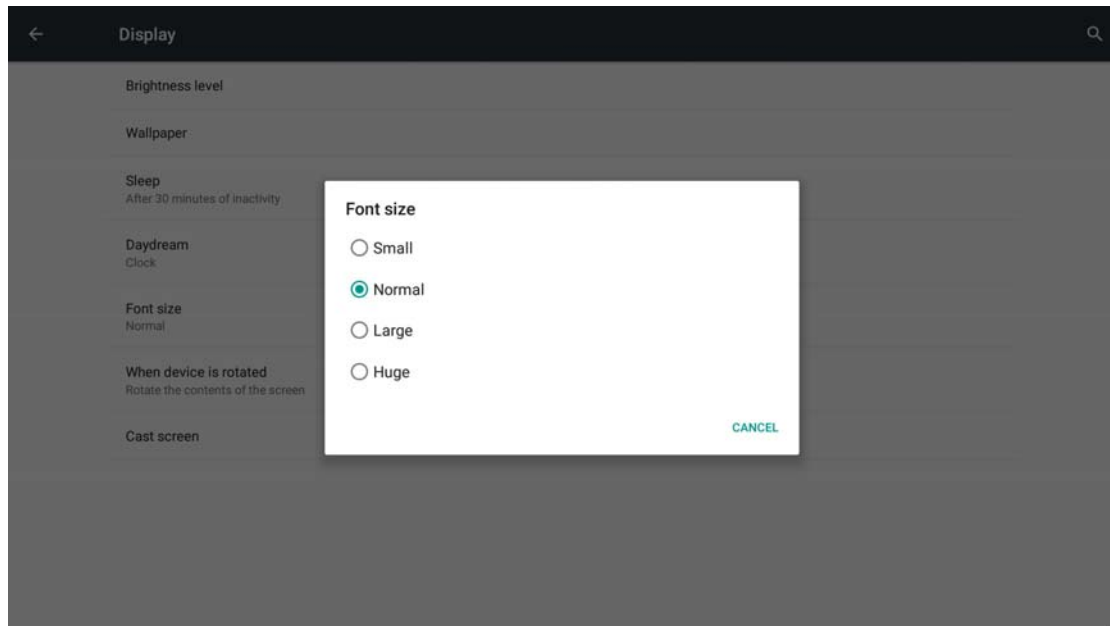 Display
Brightness level
Wallpaper
Sleep
After 30 minutes of inactivity
Daydream
Clock
Font size
Normal
When device is rotated
Rotate the contents of the screen
Cast screen
Font size
Small
Normal
Large
Huge
CANCEL